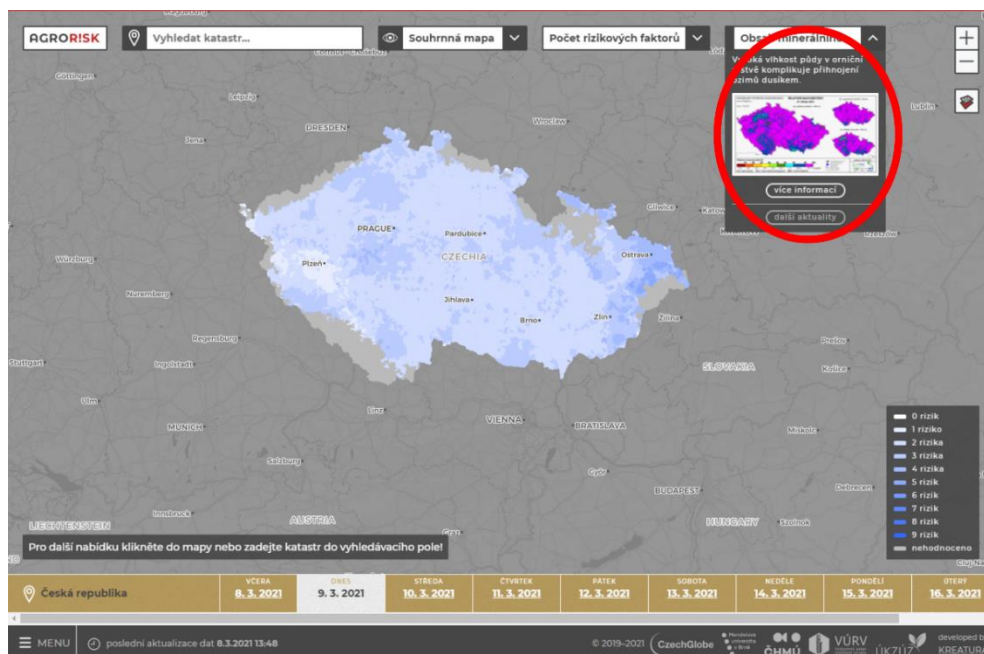 AGRORISK
Vyhledat katastr...
Souhrnná mapa
Počet rizikových faktorů
Vysoká vlhkost půdy v orniční
vrstvě komplikuje přihnojení
ozimů dusíkem.
více informací
další aktuality
Göttingen
Leipzig
Lublin
DRESDEN
Wrocław
Jena
Gliwice
PRAGUE
Pardubice
CZECHIA
Ostrava
Würzburg
Plzeň
Nuremberg
Jihlava
Brno
Zlín
Žilina
Regensburg
Prešov
Stuttgart
Ingolstadt
SLOVAKIA
Košice
Ulm
Linz
MUNICH
VIENNA
BRATISLAVA
Miskolc
Salzburg
Győr
BUDAPEST
Debrecen
Innsbruck
LIECHTENSTEIN
AUSTRIA
HUNGARY
Szolnok
Graz
0 rizik
1 riziko
2 rizika
3 rizika
4 rizika
5 rizik
6 rizik
7 rizik
8 rizik
9 rizik
nehodnoceno
Pro další nabídku klikněte do mapy nebo zadejte katastr do vyhledávacího pole!
Česká republika
VČERA
8. 3. 2021
DNES
9. 3. 2021
STŘEDA
10. 3. 2021
ČTVRTEK
11. 3. 2021
PÁTEK
12. 3. 2021
SOBOTA
13. 3. 2021
NEDĚLE
14. 3. 2021
PONDĚLÍ
15. 3. 2021
ÚTERÝ
16. 3. 2021
MENU
poslední aktualizace dat 8.3.2021 13:48
© 2019–2021
CzechGlobe
Mendelova
univerzita
v Brně
ČHMÚ
VÚRV
ÚKZÚZ
developed by
KREATURA